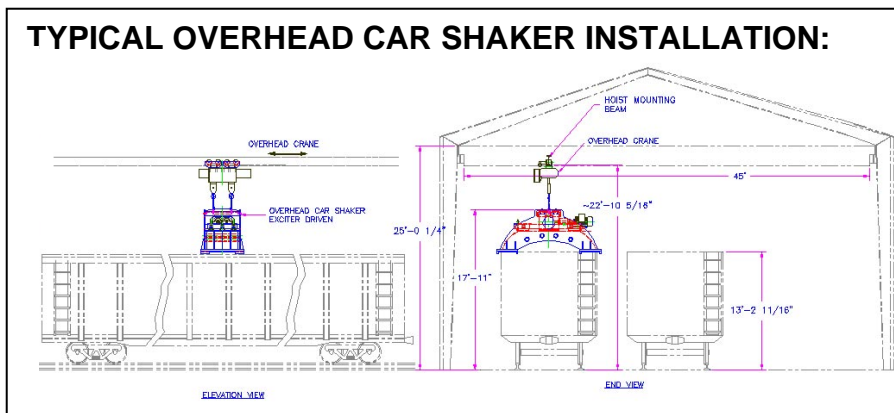 TYPICAL OVERHEAD CAR SHAKER INSTALLATION:
HOIST MOUNTING
BEAM
OVERHEAD CRANE
OVERHEAD CRANE
45'
OVERHEAD CAR SHAKER
EXCITER DRIVEN
~22'-10 5/16"
25'-0 1/4"
17'-11"
13'-2 11/16"
ELEVATION VIEW
END VIEW